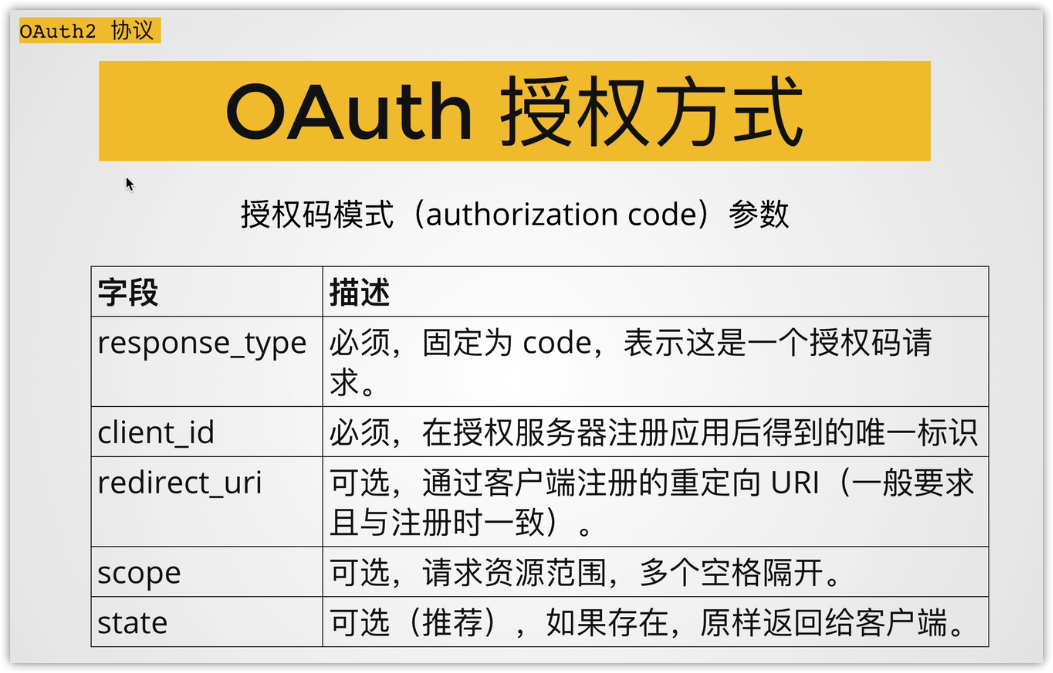 OAuth2 协议
OAuth 授权方式
授权码模式（authorization code）参数
字段 描述
response_type 必须，固定为 code，表示这是一个授权码请
求。
client_id 必须，在授权服务器注册应用后得到的唯一标识
redirect_uri 可选，通过客户端注册的重定向 URI（一般要求
且与注册时一致）。
scope 可选，请求资源范围，多个空格隔开。
state 可选（推荐），如果存在，原样返回给客户端。